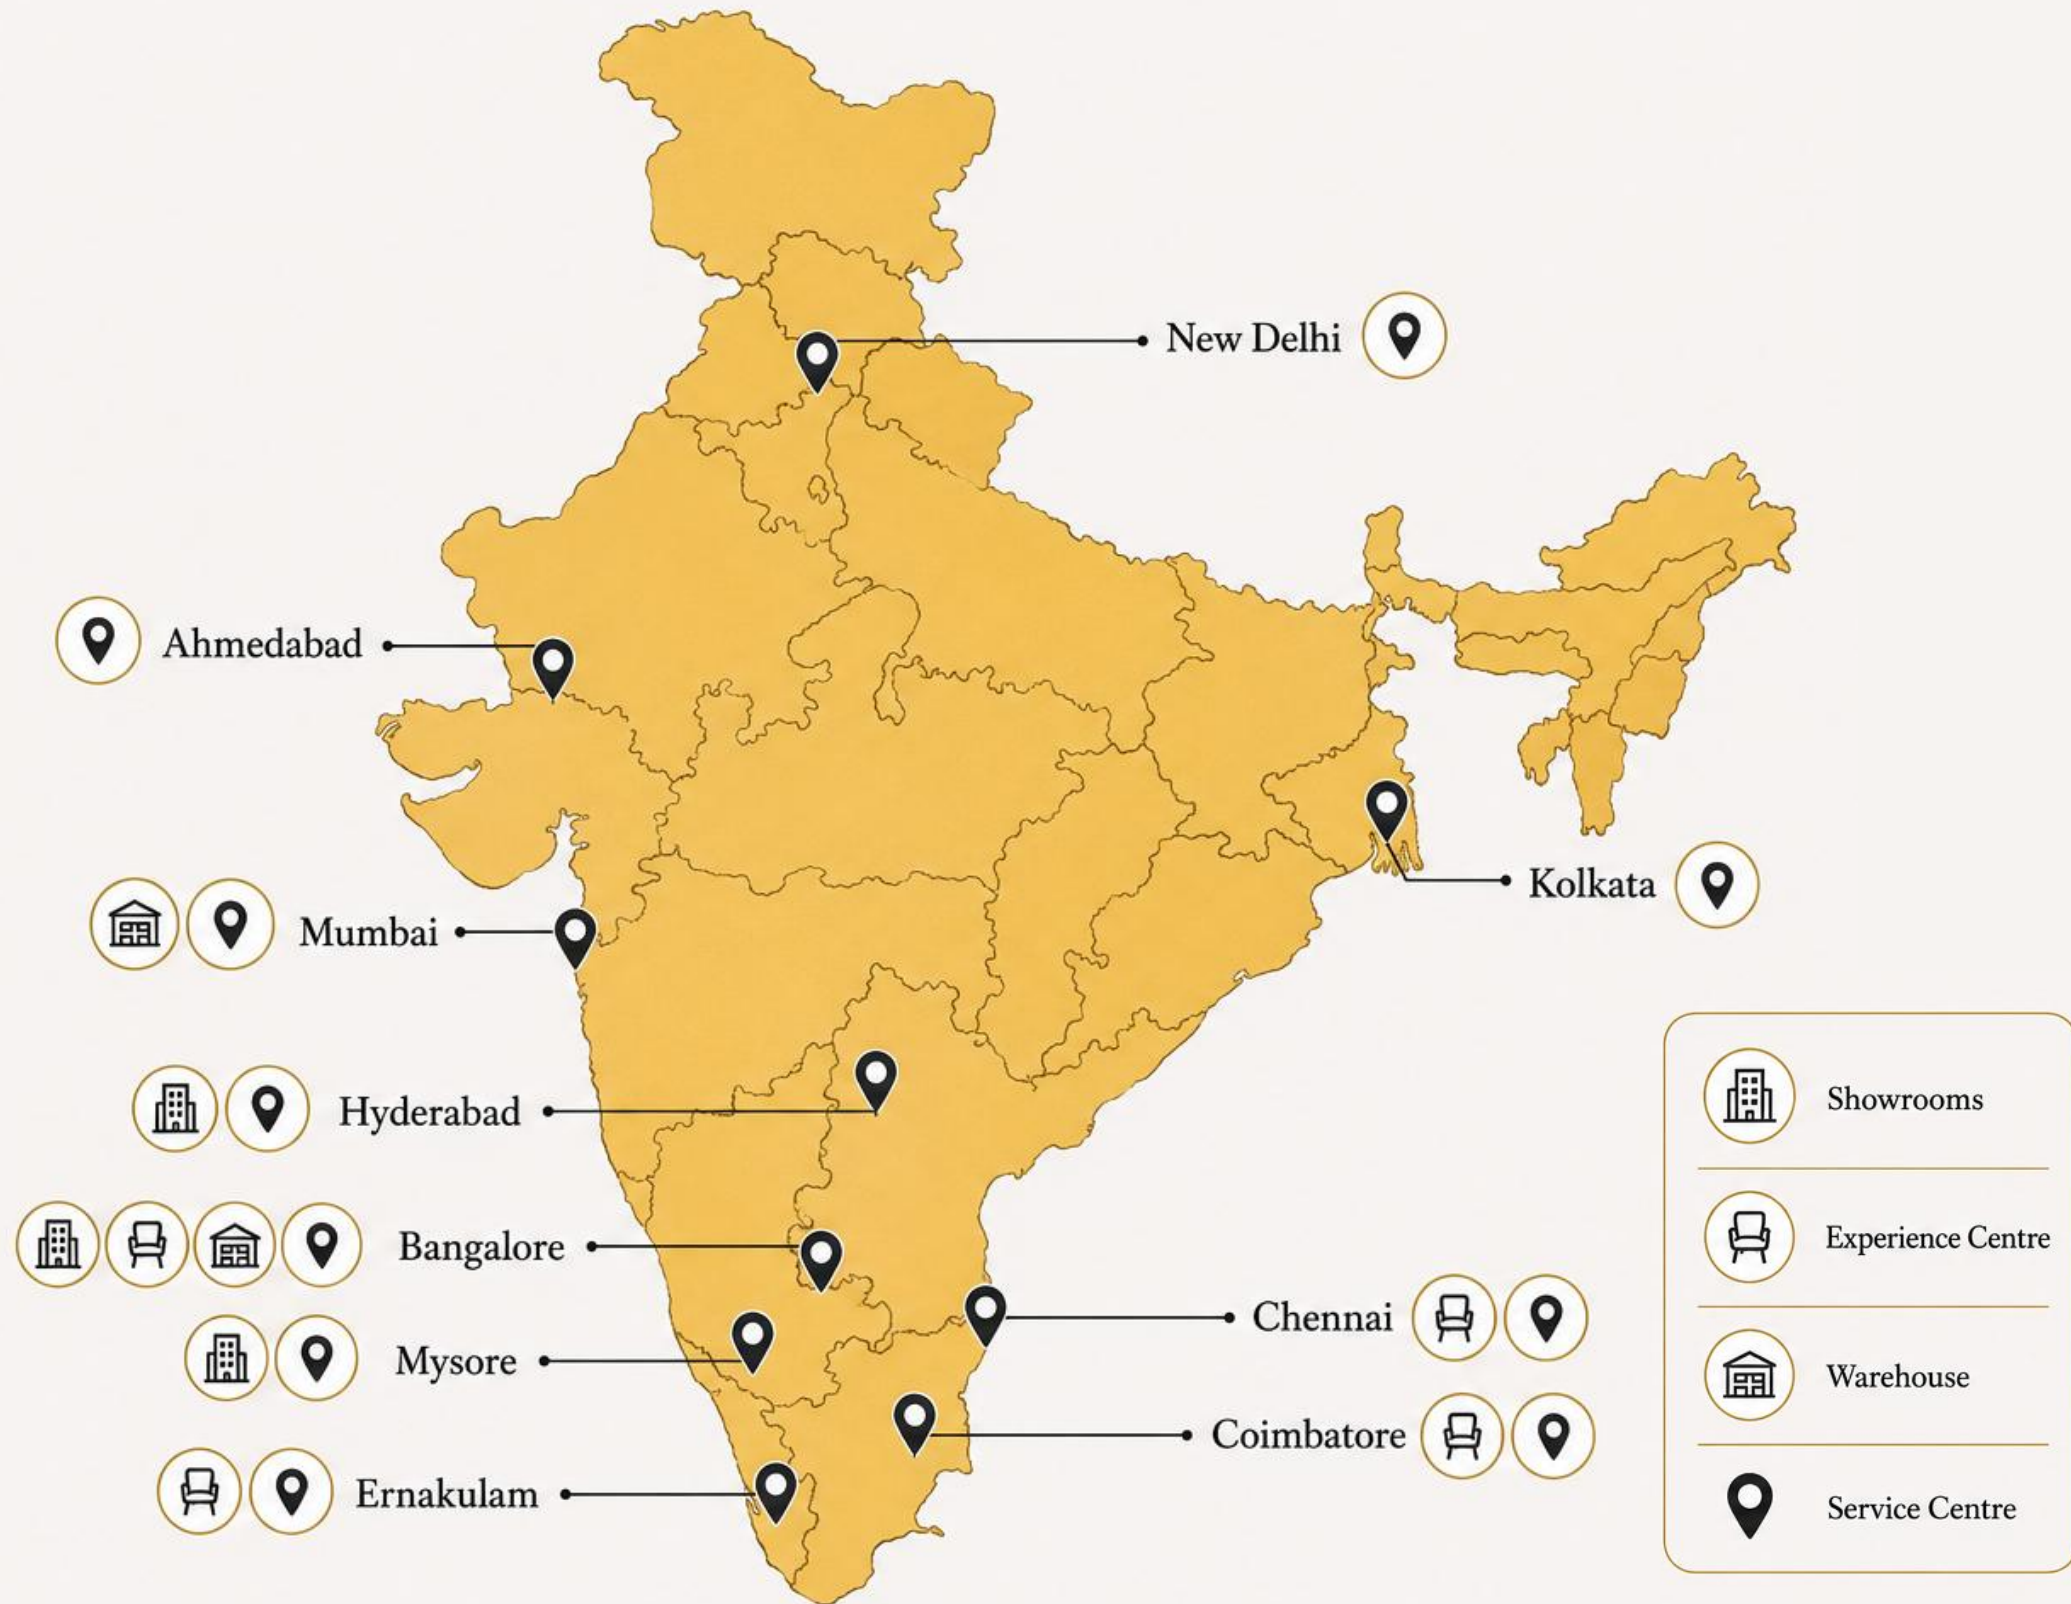 New Delhi
Ahmedabad
Kolkata
Mumbai
Hyderabad
Bangalore
Mysore
Ernakulam
Chennai
Coimbatore
Showrooms
Experience Centre
Warehouse
Service Centre